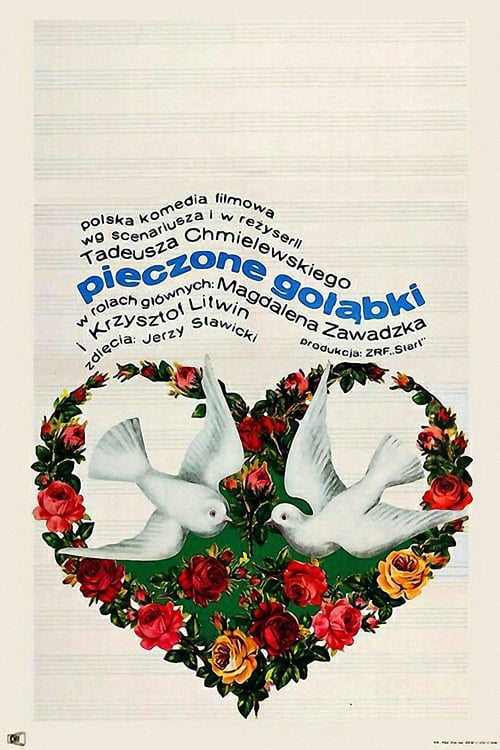 polska komedia filmowa
wg scenariusza i w reżyserii
Tadeusza Chmielewskiego
pieczone gołąbki
w rolach głównych: Magdalena Zawadzka
i Krzysztof Litwin
zdjęcia: Jerzy Stawicki
produkcja: ZRF „Start”